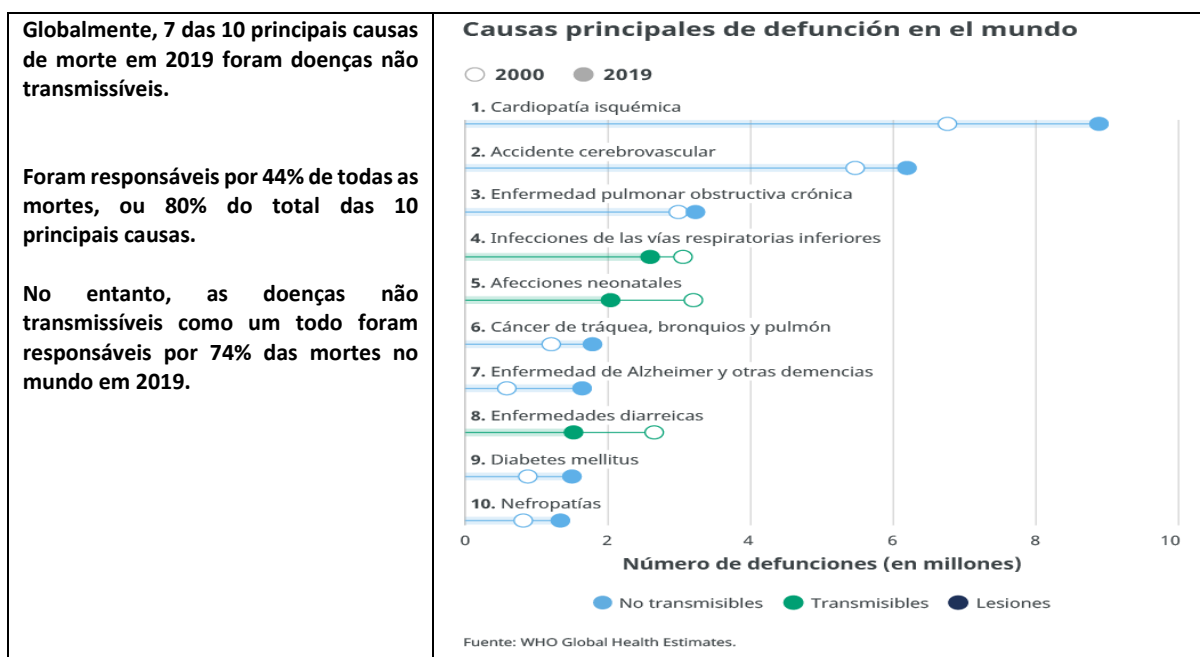 Globalmente, 7 das 10 principais causas
de morte em 2019 foram doenças não
transmissíveis.
Foram responsáveis por 44% de todas as
mortes, ou 80% do total das 10
principais causas.
No entanto, as doenças não
transmissíveis como um todo foram
responsáveis por 74% das mortes no
mundo em 2019.
Causas principales de defunción en el mundo
2000 2019
1. Cardiopatía isquémica
2. Accidente cerebrovascular
3. Enfermedad pulmonar obstructiva crónica
4. Infecciones de las vías respiratorias inferiores
5. Afecciones neonatales
6. Cáncer de tráquea, bronquios y pulmón
7. Enfermedad de Alzheimer y otras demencias
8. Enfermedades diarreicas
9. Diabetes mellitus
10. Nefropatías
0 2 4 6 8 10
Número de defunciones (en millones)
No transmisibles Transmisibles Lesiones
Fuente: WHO Global Health Estimates.